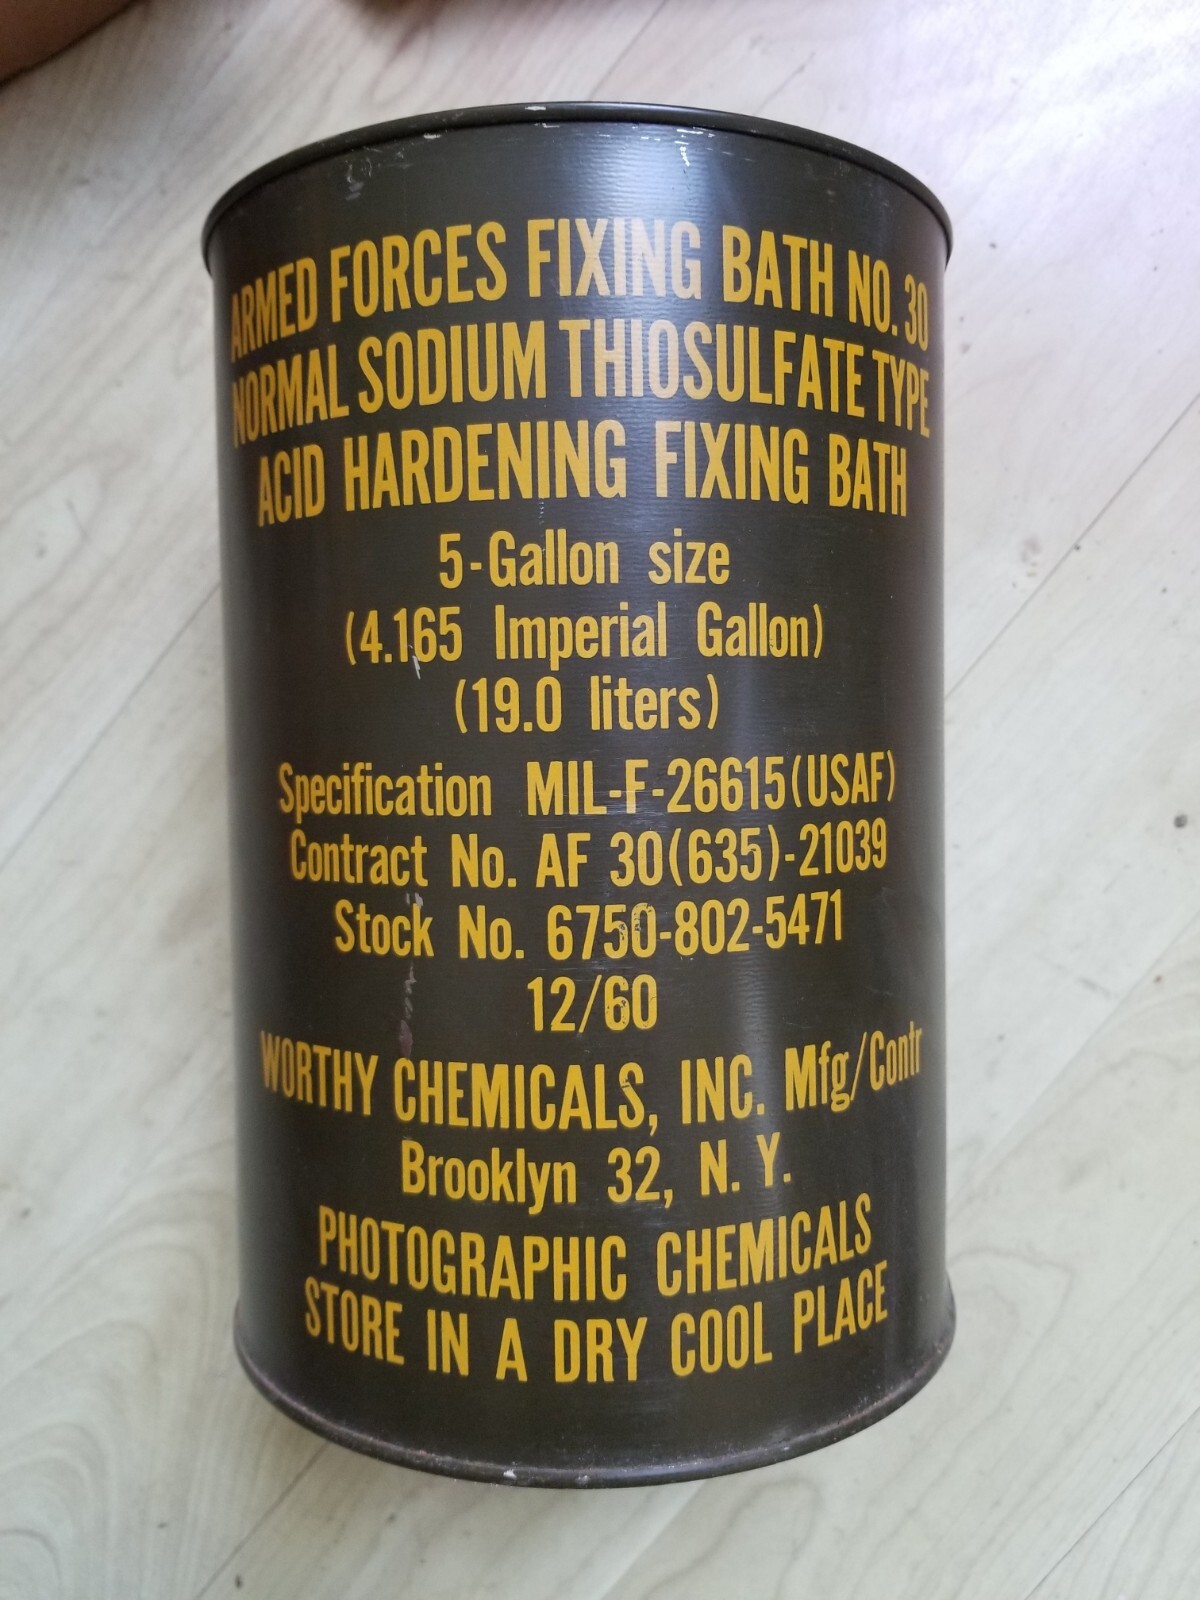 ARMED FORCES FIXING BATH NO. 30
NORMAL SODIUM THIOSULFATE TYPE
ACID HARDENING FIXING BATH
5-Gallon size
(4.165 Imperial Gallon)
(19.0 liters)
Specification MIL-F-26615(USAF)
Contract No. AF 30(635)-21039
Stock No. 6750-802-5471
12/60
WORTHY CHEMICALS, INC. Mfg/Contr
Brooklyn 32, N. Y.
PHOTOGRAPHIC CHEMICALS
STORE IN A DRY COOL PLACE